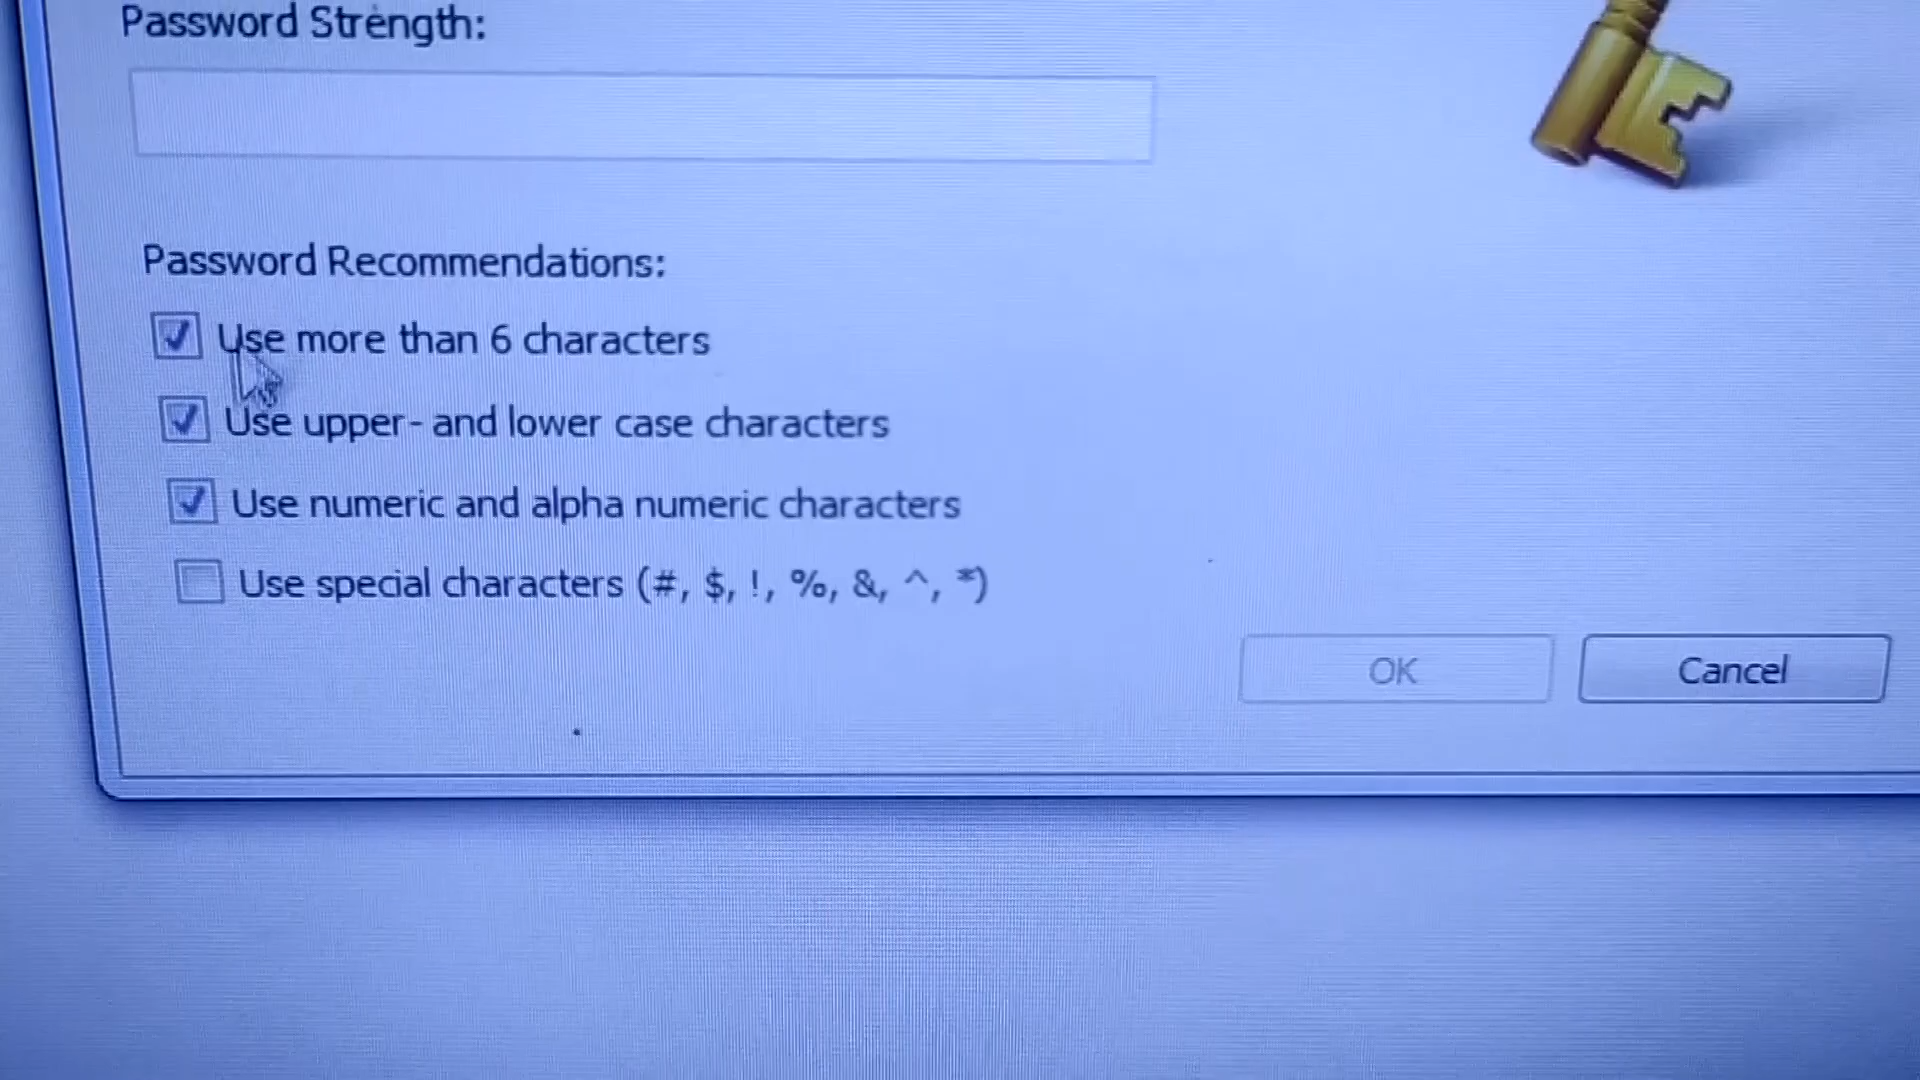 Password Strength:
Password Recommendations:
Use more than 6 characters
Use upper- and lower case characters
Use numeric and alpha numeric characters
Use special characters (#, $, !, %, &, ^, *)
OK
Cancel